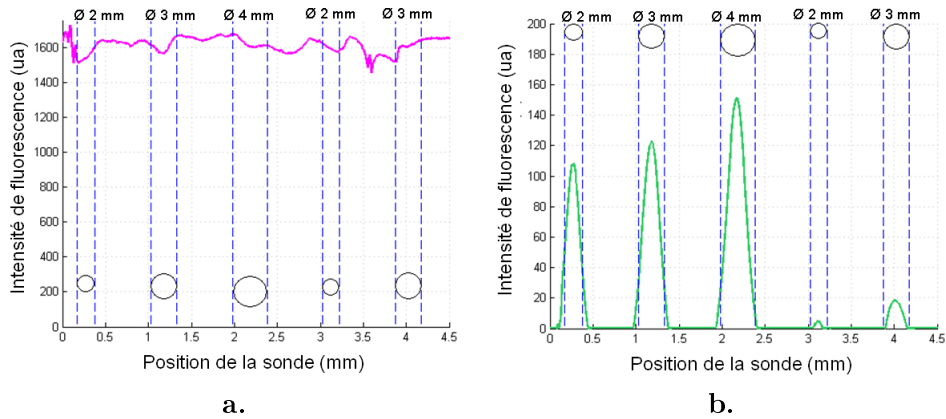 Ø 2 mm Ø 3 mm Ø 4 mm Ø 2 mm Ø 3 mm
1600
1400
1200
1000
800
600
400
200
0
0 0.5 1 1.5 2 2.5 3 3.5 4 4.5
Intensité de fluorescence (ua)
Position de la sonde (mm)
a.
Ø 2 mm Ø 3 mm Ø 4 mm Ø 2 mm Ø 3 mm
200
180
160
140
120
100
80
60
40
20
0
0 0.5 1 1.5 2 2.5 3 3.5 4 4.5
Intensité de fluorescence (ua)
Position de la sonde (mm)
b.